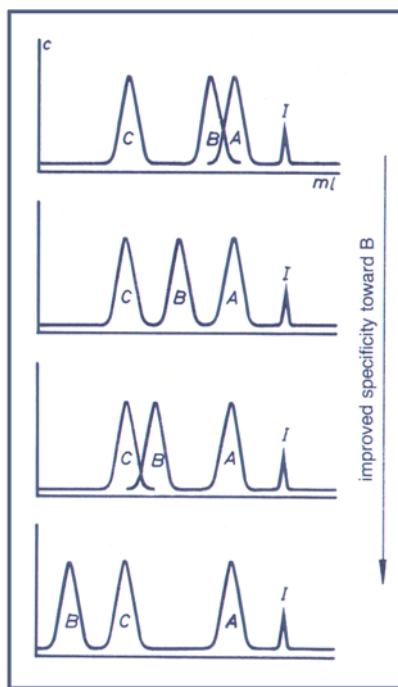 c
C B A I
ml
C B A I
C B A I
B C A I
improved specificity toward B